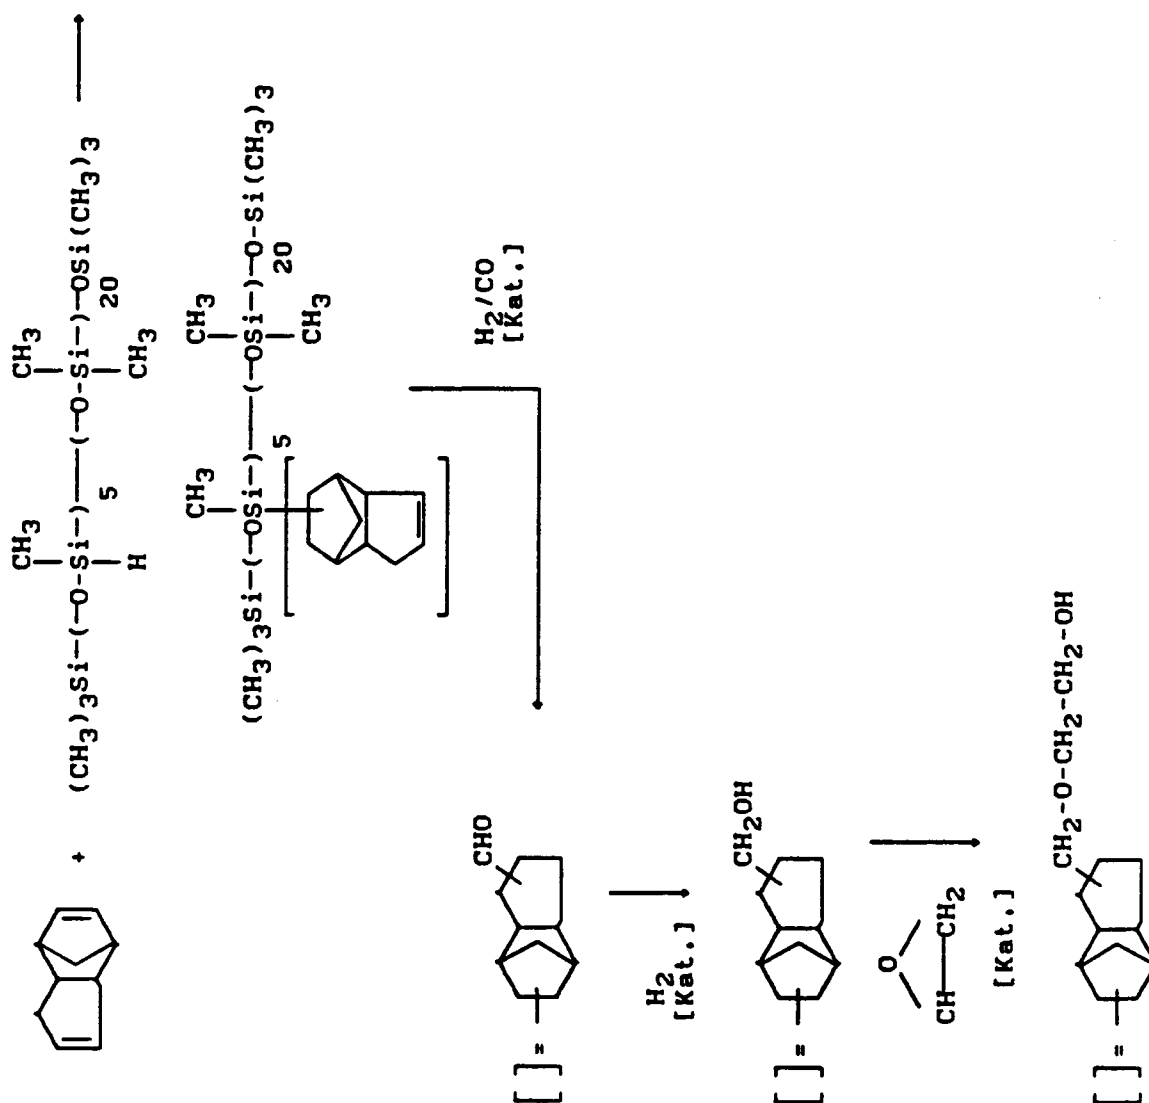 CH3 CH3
+ (CH3)3Si—(—O-Si—)5—(—O-Si—)20—OSi(CH3)3
H CH3
CH3 CH3
(CH3)3Si—(—OSi—)5—(—OSi—)20—O-Si(CH3)3
CH3
H2/CO
[Kat.]
[ ]= CHO
H2
[Kat.]
[ ]= CH2OH
O
CH—CH2
[Kat.]
[ ]= CH2-O-CH2-CH2-OH